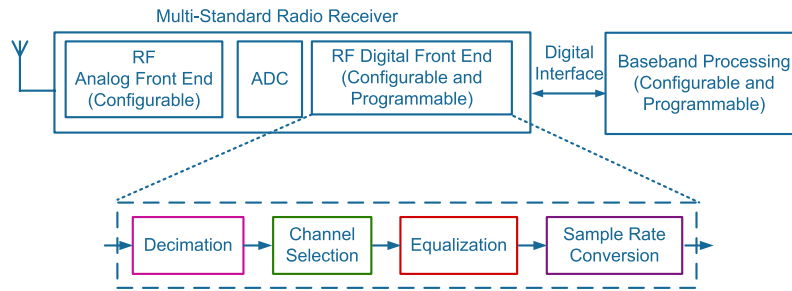 Multi-Standard Radio Receiver
RF
Analog Front End
(Configurable)
ADC
RF Digital Front End
(Configurable and
Programmable)
Digital
Interface
Baseband Processing
(Configurable and
Programmable)
Decimation
Channel
Selection
Equalization
Sample Rate
Conversion